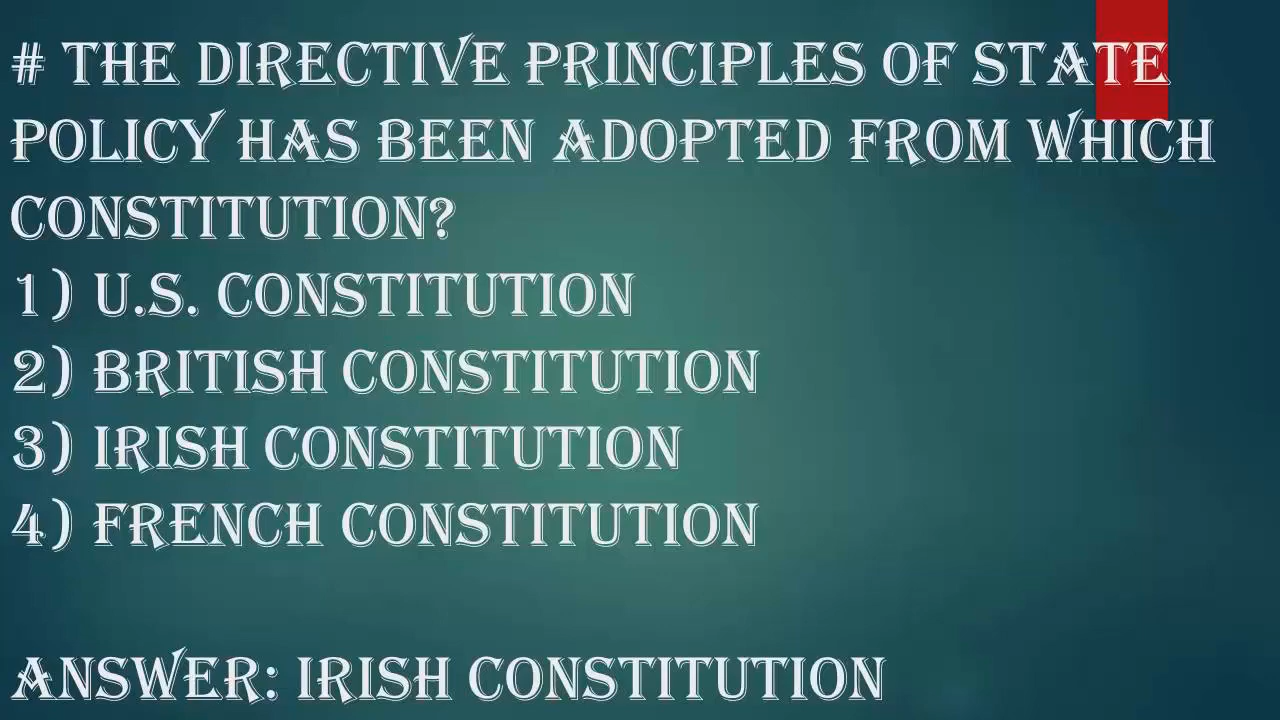 # THE DIRECTIVE PRINCIPLES OF STATE
POLICY HAS BEEN ADOPTED FROM WHICH
CONSTITUTION?
1) U.S. CONSTITUTION
2) BRITISH CONSTITUTION
3) IRISH CONSTITUTION
4) FRENCH CONSTITUTION
ANSWER: IRISH CONSTITUTION